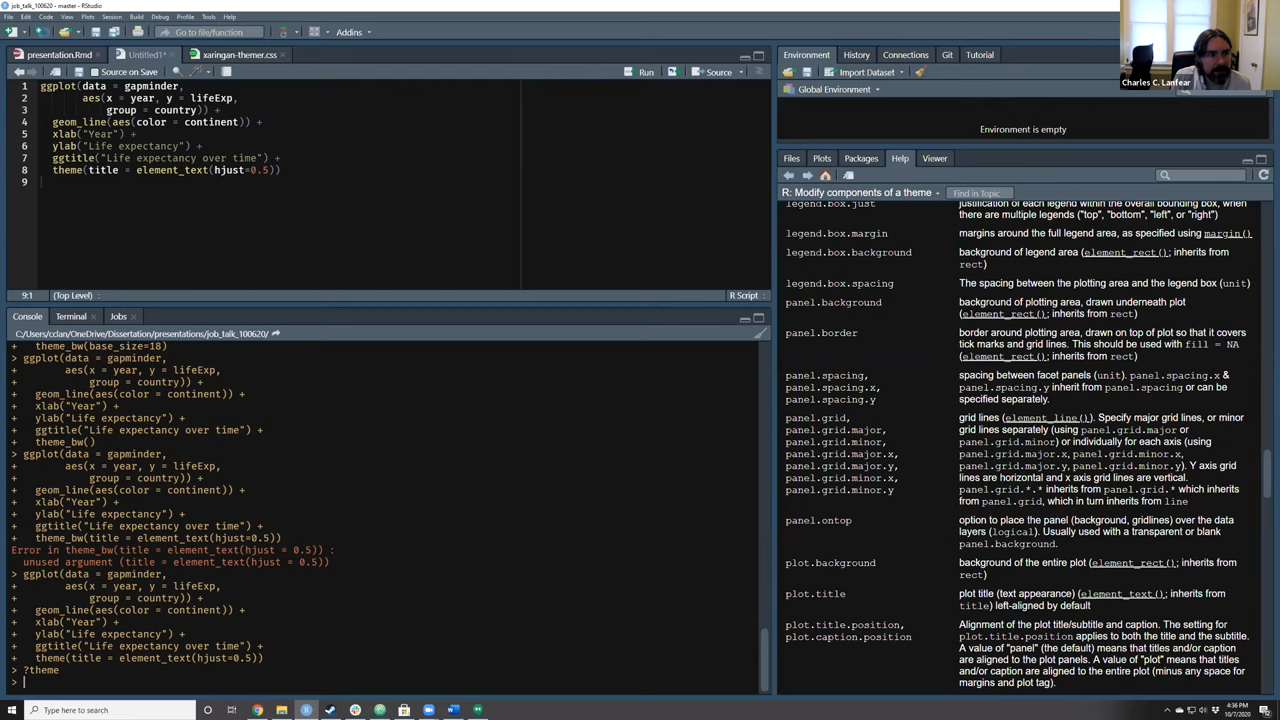 job_talk_100620 - master - RStudio
File Edit Code View Plots Session Build Debug Profile Tools Help
Go to file/function
Addins
presentation.Rmd
Untitled1*
xaringan-themer.css
Source on Save
Run
Source
1 ggplot(data = gapminder,
2 aes(x = year, y = lifeExp,
3 group = country)) +
4 geom_line(aes(color = continent)) +
5 xlab("Year") +
6 ylab("Life expectancy") +
7 ggtitle("Life expectancy over time") +
8 theme(title = element_text(hjust=0.5))
9
9:1 (Top Level)
R Script
Console Terminal Jobs
C:/Users/cclan/OneDrive/Dissertation/presentations/job_talk_100620/
+ theme_bw(base_size=18)
> ggplot(data = gapminder,
+ aes(x = year, y = lifeExp,
+ group = country)) +
+ geom_line(aes(color = continent)) +
+ xlab("Year") +
+ ylab("Life expectancy") +
+ ggtitle("Life expectancy over time") +
+ theme_bw()
> ggplot(data = gapminder,
+ aes(x = year, y = lifeExp,
+ group = country)) +
+ geom_line(aes(color = continent)) +
+ xlab("Year") +
+ ylab("Life expectancy") +
+ ggtitle("Life expectancy over time") +
+ theme_bw(title = element_text(hjust=0.5))
Error in theme_bw(title = element_text(hjust = 0.5)) :
unused argument (title = element_text(hjust = 0.5))
> ggplot(data = gapminder,
+ aes(x = year, y = lifeExp,
+ group = country)) +
+ geom_line(aes(color = continent)) +
+ xlab("Year") +
+ ylab("Life expectancy") +
+ ggtitle("Life expectancy over time") +
+ theme(title = element_text(hjust=0.5))
> ?theme
>
Charles C. Lanfear
Environment History Connections Git Tutorial
Import Dataset
Global Environment
Environment is empty
Files Plots Packages Help Viewer
R: Modify components of a theme
Find in Topic
legend.box.just
justification of each legend within the overall bounding box, when
there are multiple legends ("top", "bottom", "left", or "right")
legend.box.margin
margins around the full legend area, as specified using margin()
legend.box.background
background of legend area (element_rect(); inherits from
rect)
legend.box.spacing
The spacing between the plotting area and the legend box (unit)
panel.background
background of plotting area, drawn underneath plot
(element_rect(); inherits from rect)
panel.border
border around plotting area, drawn on top of plot so that it covers
tick marks and grid lines. This should be used with fill = NA
(element_rect(); inherits from rect)
panel.spacing,
panel.spacing.x,
panel.spacing.y
spacing between facet panels (unit). panel.spacing.x &
panel.spacing.y inherit from panel.spacing or can be
specified separately.
panel.grid,
panel.grid.major,
panel.grid.minor,
panel.grid.major.x,
panel.grid.major.y,
panel.grid.minor.x,
panel.grid.minor.y
grid lines (element_line()). Specify major grid lines, or minor
grid lines separately (using panel.grid.major or
panel.grid.minor) or individually for each axis (using
panel.grid.major.x, panel.grid.minor.x,
panel.grid.major.y, panel.grid.minor.y). Y axis grid
lines are horizontal and x axis grid lines are vertical.
panel.grid.*.* inherits from panel.grid.* which inherits
from panel.grid, which in turn inherits from line
panel.ontop
option to place the panel (background, gridlines) over the data
layers (logical). Usually used with a transparent or blank
panel.background.
plot.background
background of the entire plot (element_rect(); inherits from
rect)
plot.title
plot title (text appearance) (element_text(); inherits from
title) left-aligned by default
plot.title.position,
plot.caption.position
Alignment of the plot title/subtitle and caption. The setting for
plot.title.position applies to both the title and the subtitle.
A value of "panel" (the default) means that titles and/or caption
are aligned to the plot panels. A value of "plot" means that titles
and/or caption are aligned to the entire plot (minus any space for
margins and plot tag).
Type here to search
4:36 PM
10/7/2020